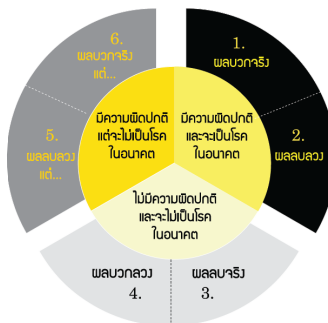 6.
ผลบวกจริง
แต่...
1.
ผลบวกจริง
5.
ผลลบลวง
แต่...
2.
ผลลบลวง
มีความผิดปกติ
แต่จะไม่เป็นโรค
ในอนาคต
มีความผิดปกติ
และจะเป็นโรค
ในอนาคต
ไม่มีความผิดปกติ
และจะไม่เป็นโรค
ในอนาคต
ผลบวกลวง
4.
ผลลบจริง
3.